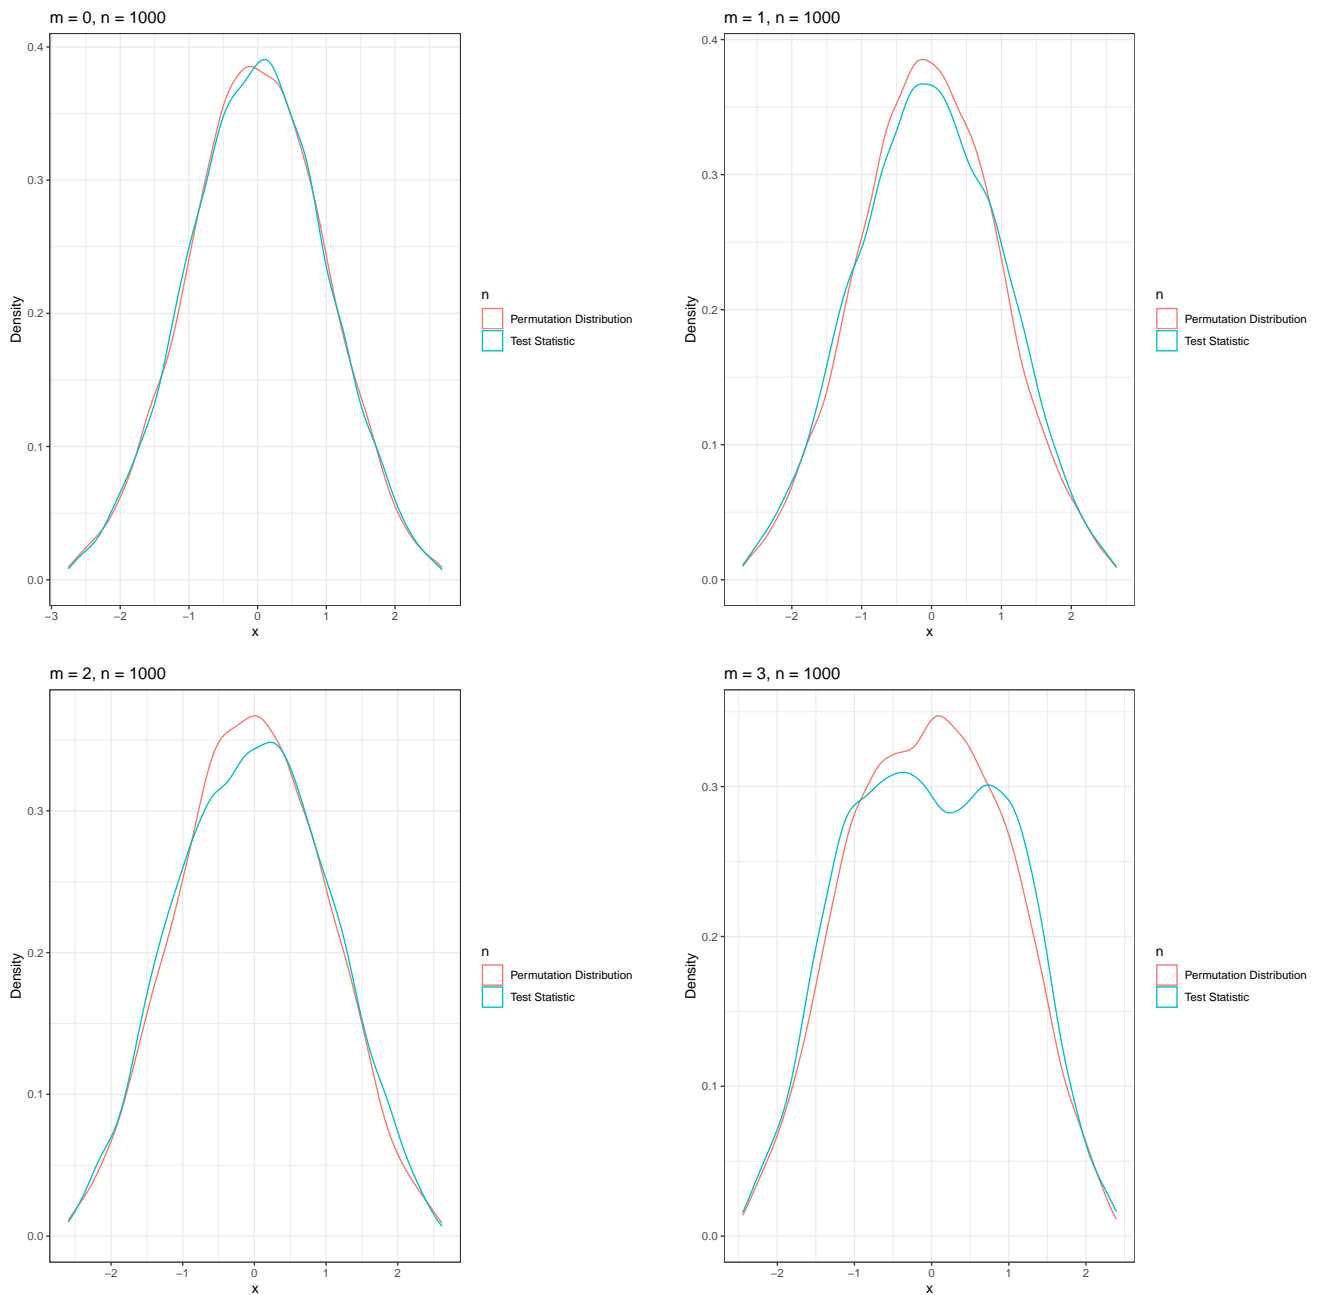 m = 0, n = 1000
Density
0.4
0.3
0.2
0.1
0.0
−3 −2 −1 0 1 2
x
n
Permutation Distribution
Test Statistic
m = 1, n = 1000
Density
0.4
0.3
0.2
0.1
0.0
−2 −1 0 1 2
x
n
Permutation Distribution
Test Statistic
m = 2, n = 1000
Density
0.3
0.2
0.1
0.0
−2 −1 0 1 2
x
n
Permutation Distribution
Test Statistic
m = 3, n = 1000
Density
0.3
0.2
0.1
0.0
−2 −1 0 1 2
x
n
Permutation Distribution
Test Statistic